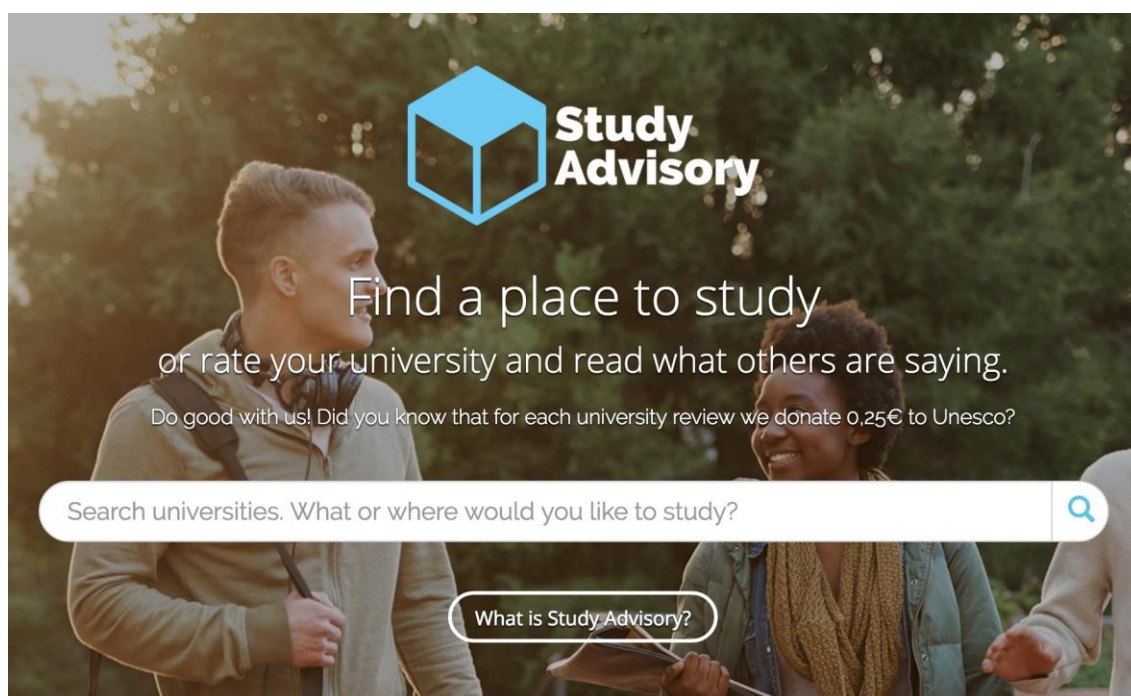 Study
Advisory
Find a place to study
or rate your university and read what others are saying.
Do good with us! Did you know that for each university review we donate 0,25€ to Unesco?
Search universities. What or where would you like to study?
What is Study Advisory?